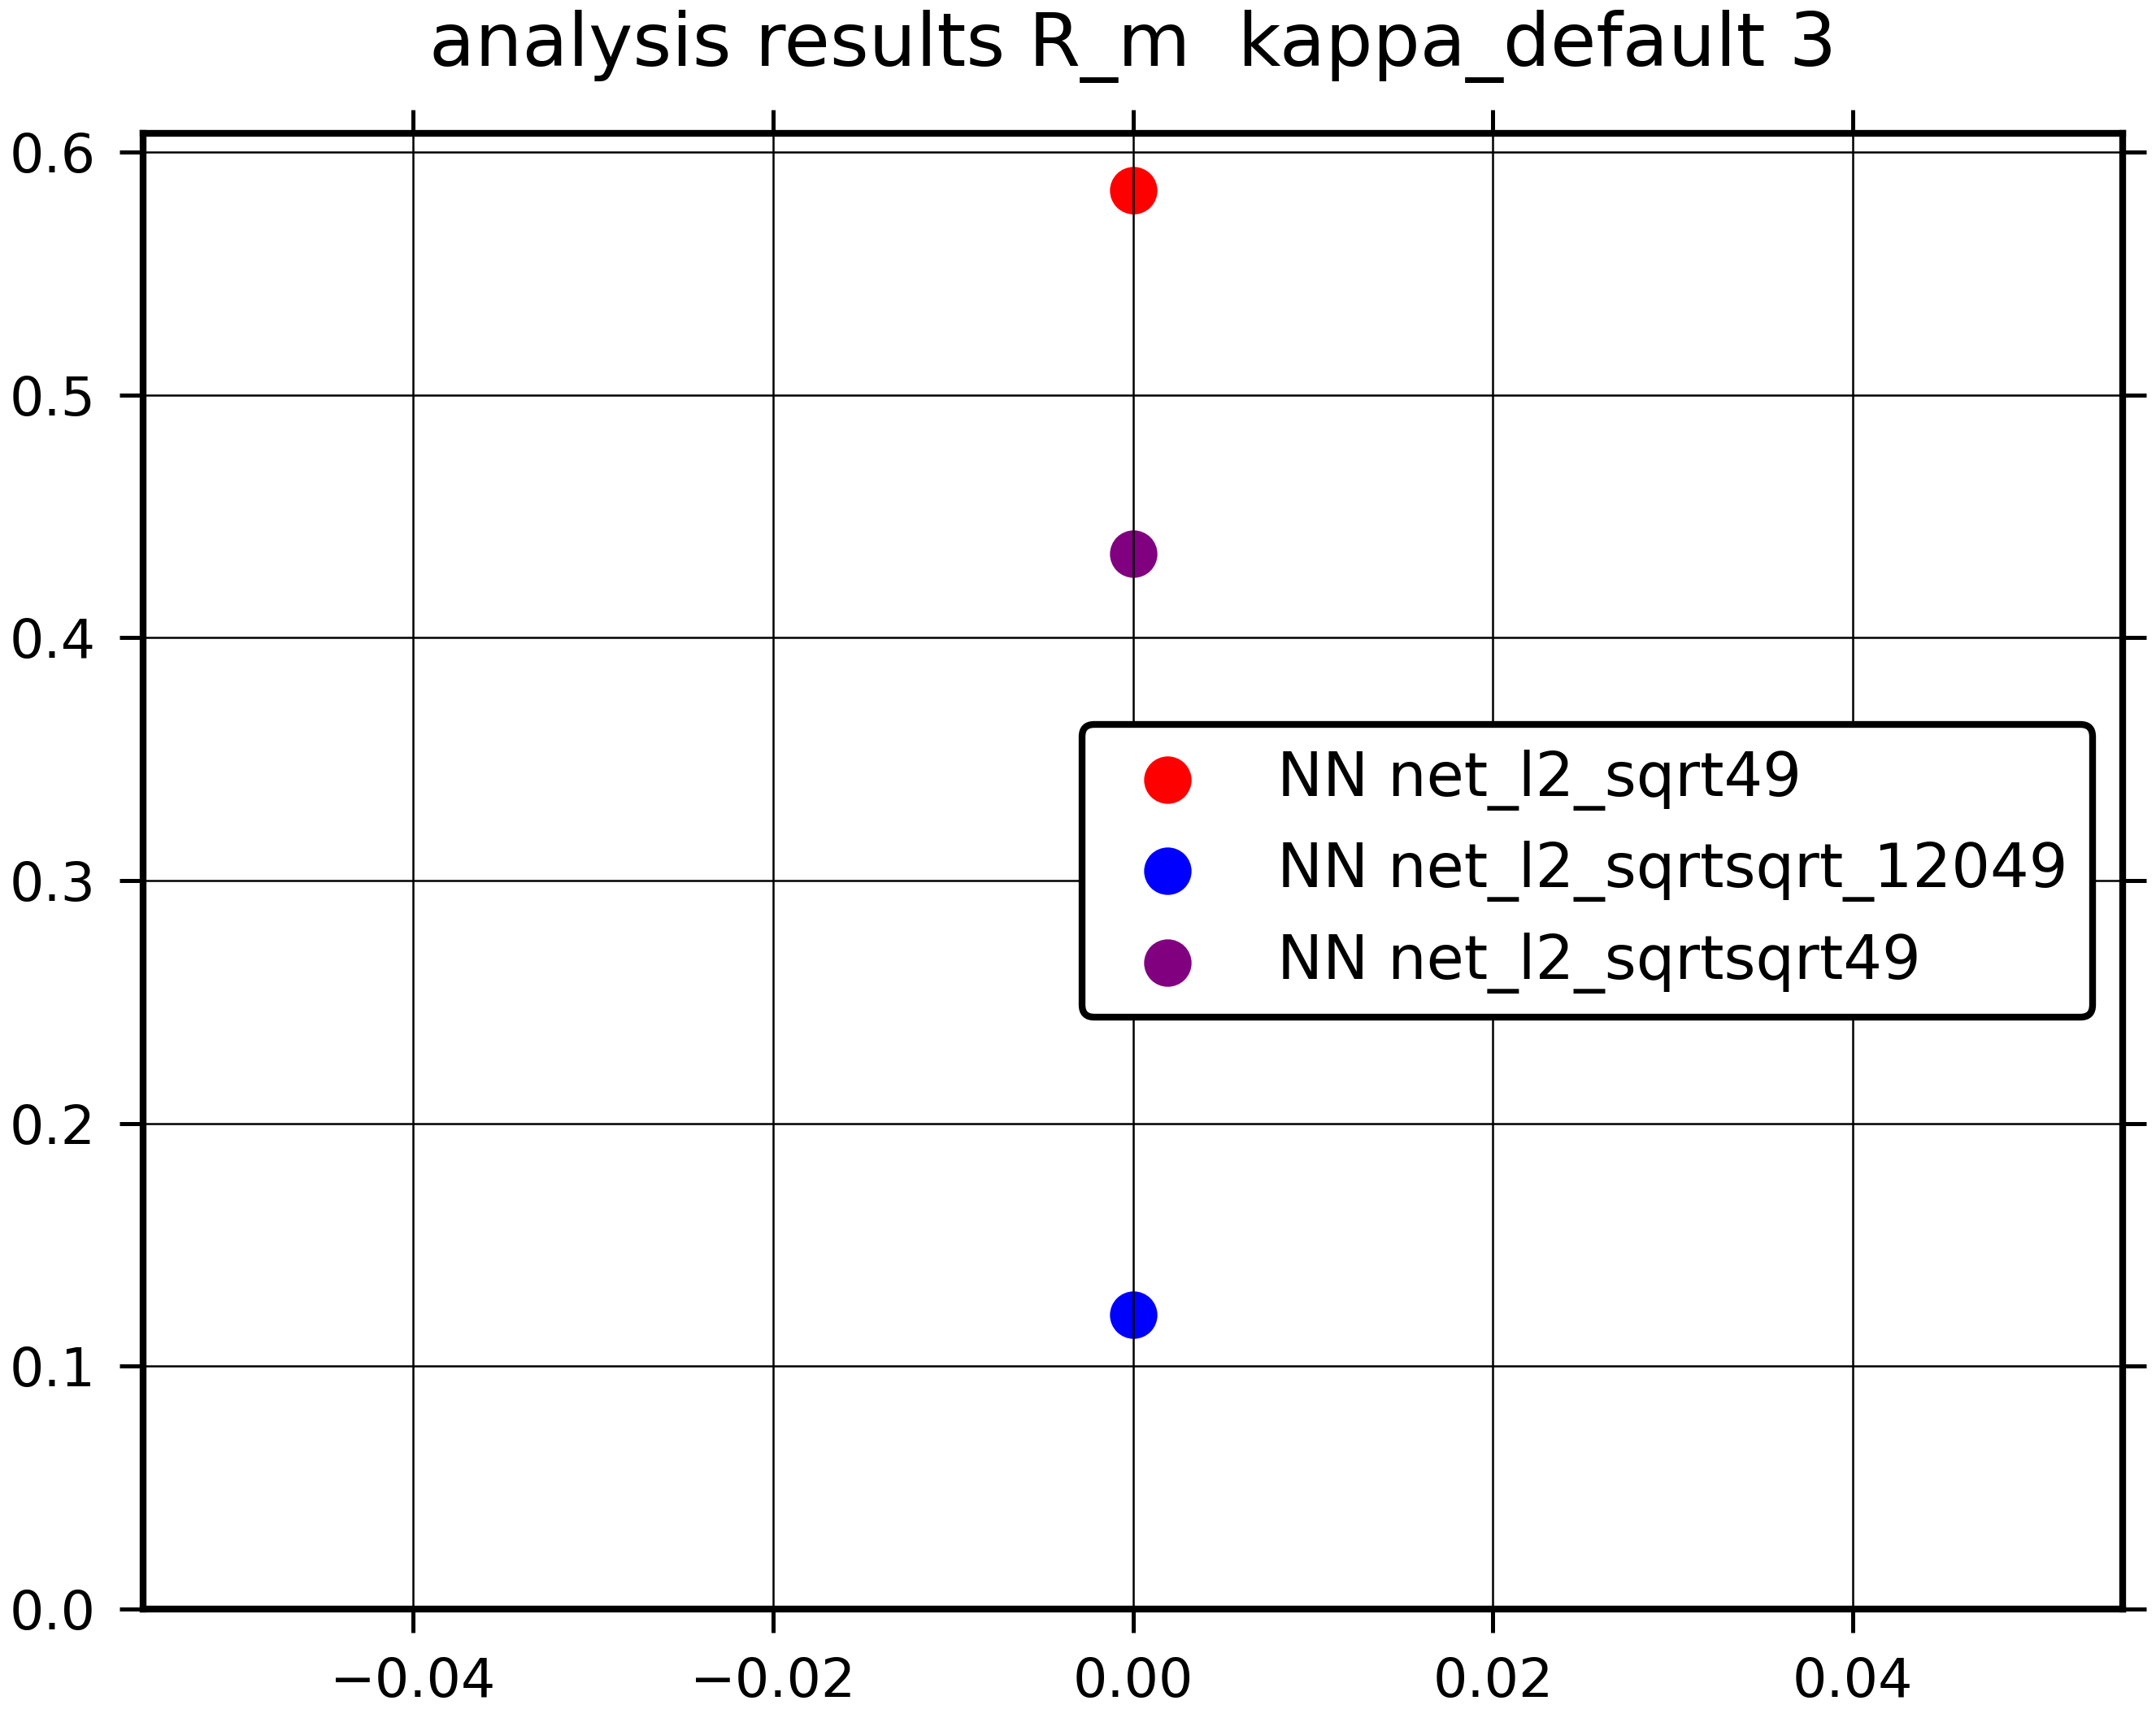 analysis results R_m  kappa_default 3
0.6
0.5
0.4
0.3
0.2
0.1
0.0
NN net_l2_sqrt49
NN net_l2_sqrtsqrt_12049
NN net_l2_sqrtsqrt49
−0.04 −0.02 0.00 0.02 0.04